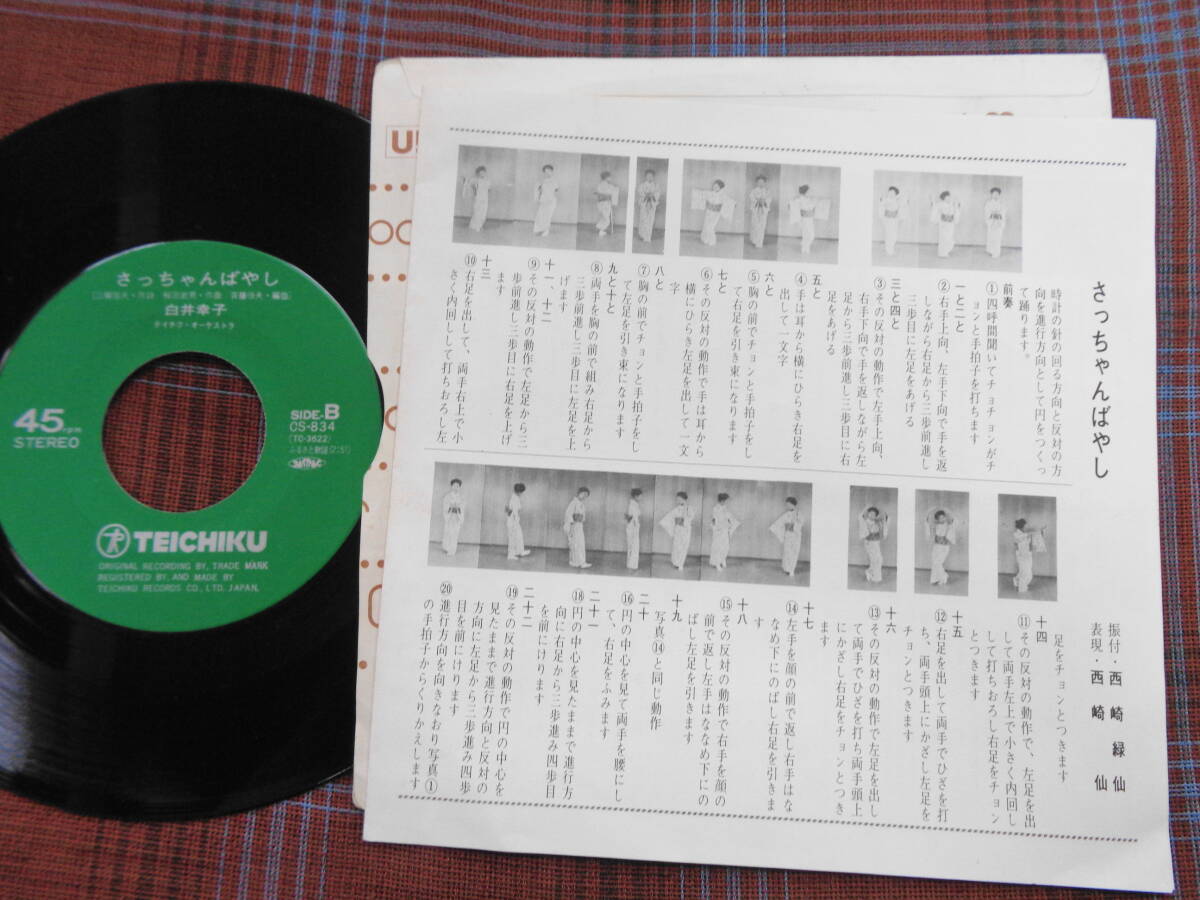 さっちゃんばやし
白井幸子
テイチク・オーケストラ
45rpm
STEREO
SIDE-B
CS-834
(TC-3622)
TEICHIKU
ORIGINAL RECORDING BY, TRADE MARK
REGISTERED BY, AND MADE BY
TEICHIKU RECORDS CO., LTD. JAPAN.
さっちゃんばやし
振付・西崎緑仙
表現・西崎仙
時計の針の回る方向と反対の方
向を進行方向として円をつくっ
て踊ります。
前奏
①四呼間聞いてチョチョンがチ
ョンと手拍子を打ちます
一と二と
②右手上向、左手下向で手を返
しながら右足から三歩前進し
三歩目に左足をあげる
三と四と
③その反対の動作で左手上向、
右手下向で手を返しながら左
足から三歩前進し三歩目に右
足をあげる
五と
④手は耳から横にひらき右足を
出して一文字
六と
⑤胸の前でチョンと手拍子をし
て右足を引き束になります
七と
⑥その反対の動作で手は耳から
横にひらき左足を出して一文
字
八と
⑦胸の前でチョンと手拍子をし
て左足を引き束になります
九と十と
⑧両手を胸の前で組み右足から
三歩前進し三歩目に左足を上
げます
十一、十二
⑨その反対の動作で左足から三
歩前進し三歩目に右足を上げ
ます
十三
⑩右足を出して、両手右上で小
さく内回しして打ちおろし左
足をチョンとつきます
十四
⑪その反対の動作で、左足を出
して両手左上で小さく内回し
して打ちおろし右足をチョン
とつきます
十五
⑫右足を出して両手でひざを打
ち、両手頭上にかざし左足を
チョンとつきます
十六
⑬その反対の動作で左足を出し
て両手でひざを打ち両手頭上
にかざし右足をチョンとつき
ます
十七
⑭左手を顔の前で返し右手はな
なめ下にのばし右足を引きま
す
十八
⑮その反対の動作で右手を顔の
前で返し左手はななめ下にの
ばし左足を引きます
十九
写真⑭と同じ動作
二十
⑯円の中心を見て両手を腰にし
て、右足をふみます
二十一
⑱円の中心を見たままで進行方
向に右足から三歩進み四歩目
を前にけります
二十二
⑲その反対の動作で円の中心を
見たままで進行方向と反対の
方向に左足から三歩進み四歩
目を前にけります
⑳進行方向を向きなおり写真①
の手拍子からくりかえします